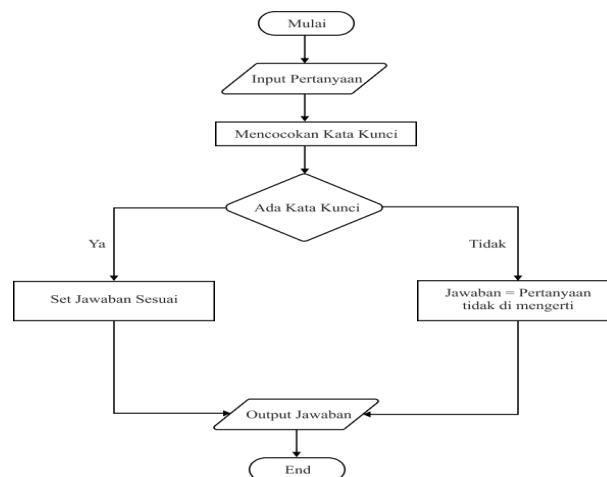 Mulai
Input Pertanyaan
Mencocokan Kata Kunci
Ada Kata Kunci
Ya
Tidak
Set Jawaban Sesuai
Jawaban = Pertanyaan
tidak di mengerti
Output Jawaban
End